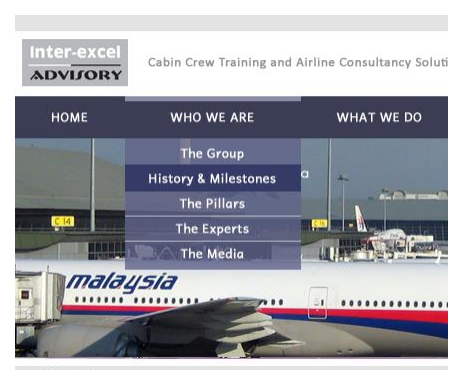 Inter-excel
ADVISORY
Cabin Crew Training and Airline Consultancy Soluti
HOME WHO WE ARE WHAT WE DO
The Group
History & Milestones
The Pillars
C 14
The Experts
The Media
malaysia